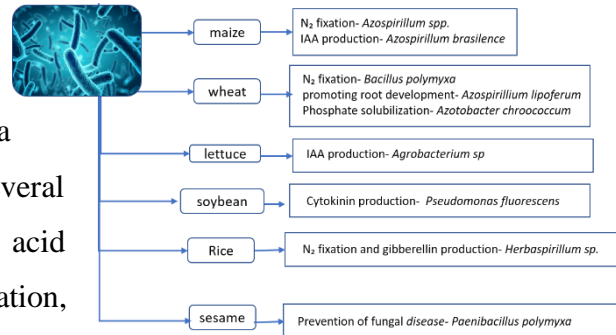 maize
N₂ fixation- Azospirillum spp.
IAA production- Azospirillum brasilence
wheat
N₂ fixation- Bacillus polymyxa
promoting root development- Azospirillium lipoferum
Phosphate solubilization- Azotobacter chroococcum
a
lettuce
IAA production- Agrobacterium sp
veral
soybean
Cytokinin production- Pseudomonas fluorescens
acid
Rice
N₂ fixation and gibberellin production- Herbaspirillum sp.
ation,
sesame
Prevention of fungal disease- Paenibacillus polymyxa